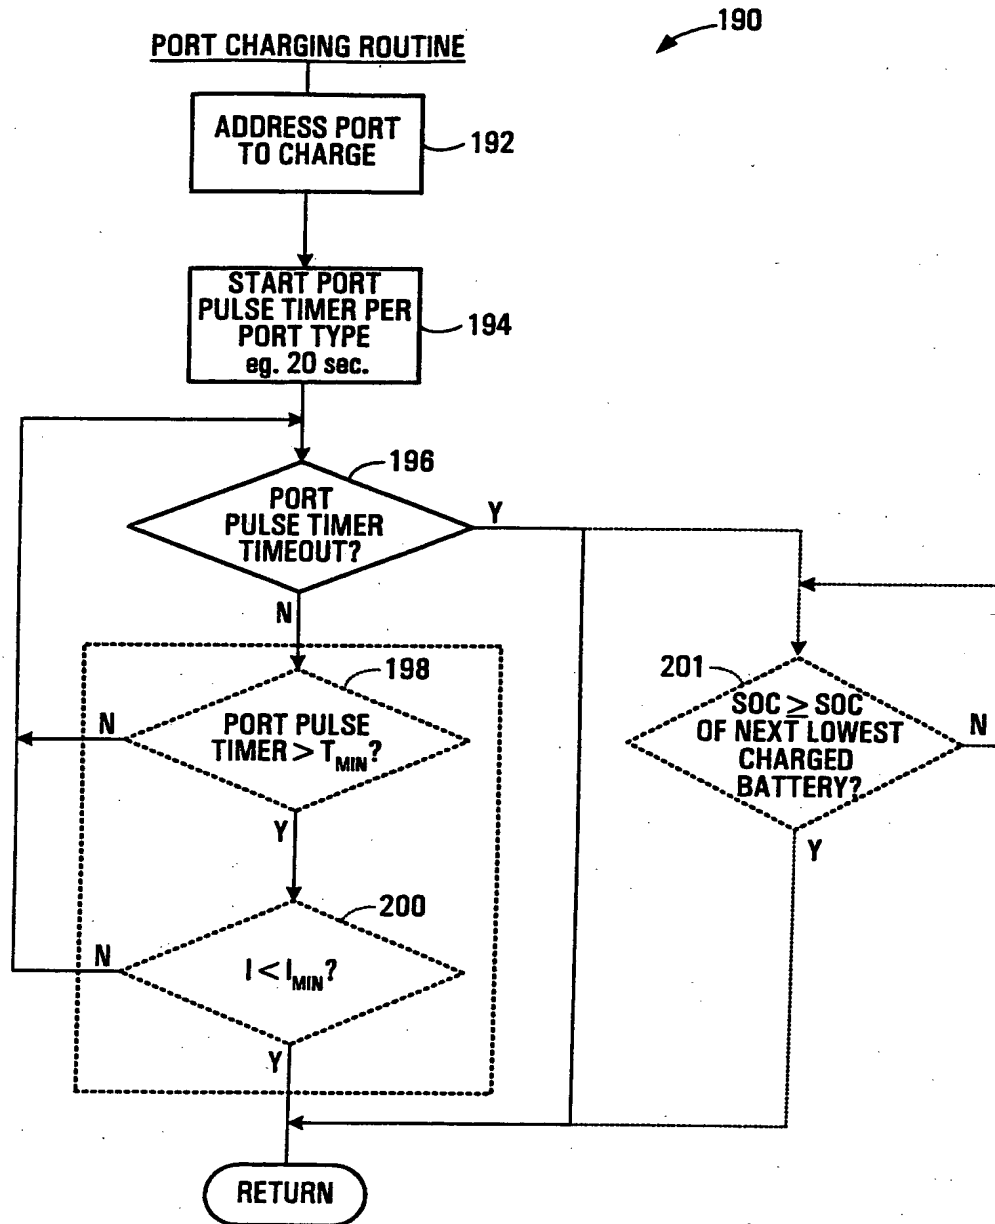 190
PORT CHARGING ROUTINE
ADDRESS PORT
TO CHARGE
192
START PORT
PULSE TIMER PER
PORT TYPE
eg. 20 sec.
194
196
PORT
PULSE TIMER
TIMEOUT?
Y
N
198
PORT PULSE
TIMER > TMIN?
N
Y
201
SOC ≥ SOC
OF NEXT LOWEST
CHARGED
BATTERY?
N
Y
200
I < IMIN?
N
Y
RETURN